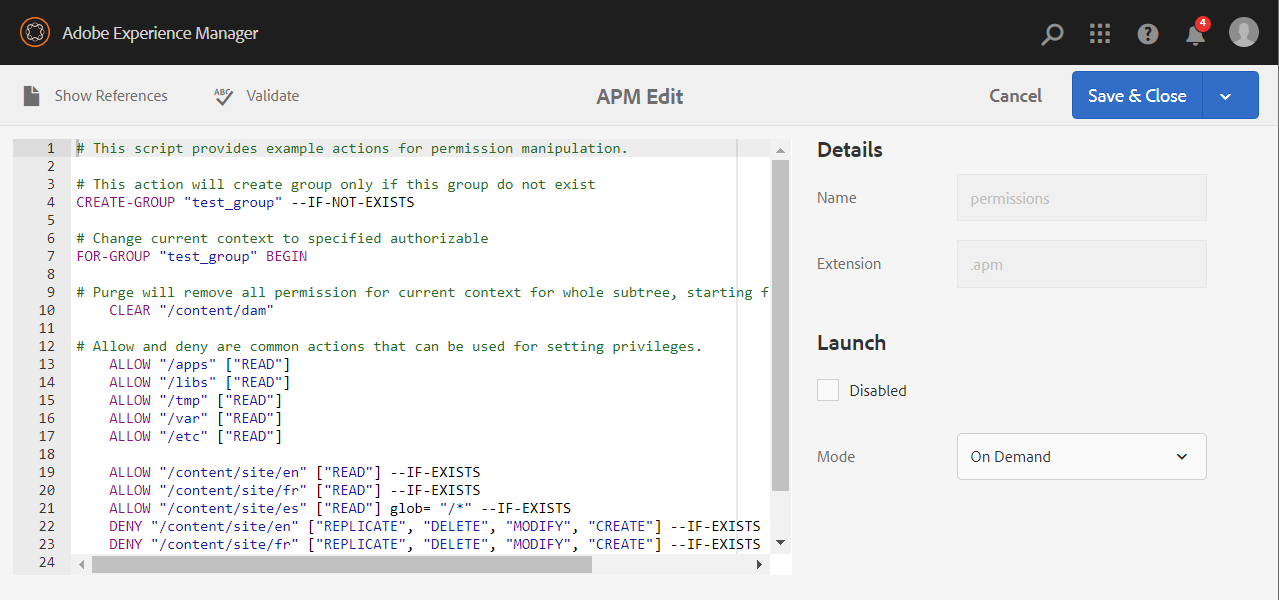 Adobe Experience Manager
4
Show References
ABC
Validate
APM Edit
Cancel
Save & Close
1 # This script provides example actions for permission manipulation.
2
3 # This action will create group only if this group do not exist
4 CREATE-GROUP "test_group" --IF-NOT-EXISTS
5
6 # Change current context to specified authorizable
7 FOR-GROUP "test_group" BEGIN
8
9 # Purge will remove all permission for current context for whole subtree, starting f
10 CLEAR "/content/dam"
11
12 # Allow and deny are common actions that can be used for setting privileges.
13 ALLOW "/apps" ["READ"]
14 ALLOW "/libs" ["READ"]
15 ALLOW "/tmp" ["READ"]
16 ALLOW "/var" ["READ"]
17 ALLOW "/etc" ["READ"]
18
19 ALLOW "/content/site/en" ["READ"] --IF-EXISTS
20 ALLOW "/content/site/fr" ["READ"] --IF-EXISTS
21 ALLOW "/content/site/es" ["READ"] glob= "/*" --IF-EXISTS
22 DENY "/content/site/en" ["REPLICATE", "DELETE", "MODIFY", "CREATE"] --IF-EXISTS
23 DENY "/content/site/fr" ["REPLICATE", "DELETE", "MODIFY", "CREATE"] --IF-EXISTS
24
Details
Name
permissions
Extension
.apm
Launch
Disabled
Mode
On Demand